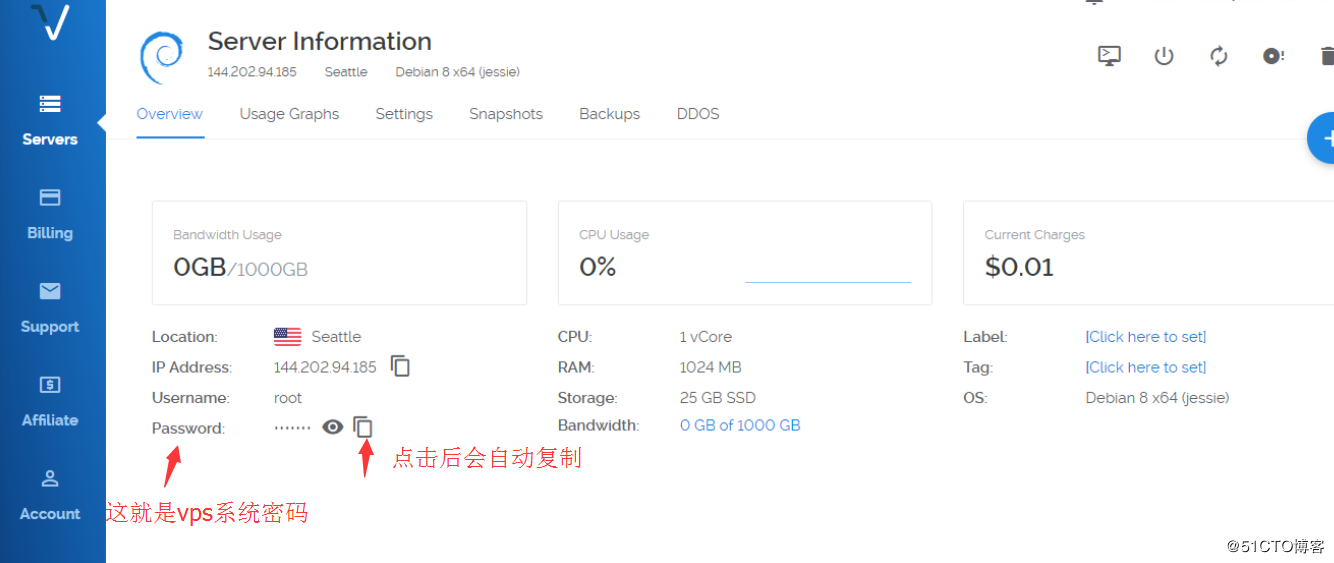 Server Information
144.202.94.185 Seattle Debian 8 x64 (jessie)
Overview Usage Graphs Settings Snapshots Backups DDOS
Servers
Billing
Support
Affiliate
Account
Bandwidth Usage
0GB/1000GB
CPU Usage
0%
Current Charges
$0.01
Location: Seattle
IP Address: 144.202.94.185
Username: root
Password: ·······
CPU: 1 vCore
RAM: 1024 MB
Storage: 25 GB SSD
Bandwidth: 0 GB of 1000 GB
Label: [Click here to set]
Tag: [Click here to set]
OS: Debian 8 x64 (jessie)
点击后会自动复制
这就是vps系统密码
@51CTO博客